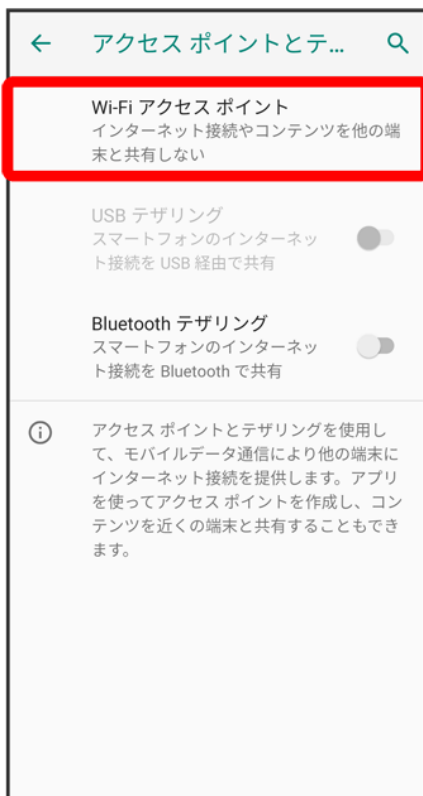 アクセス ポイントとテ...
Wi-Fi アクセス ポイント
インターネット接続やコンテンツを他の端
末と共有しない
USB テザリング
スマートフォンのインターネッ
ト接続を USB 経由で共有
Bluetooth テザリング
スマートフォンのインターネッ
ト接続を Bluetooth で共有
アクセス ポイントとテザリングを使用し
て、モバイルデータ通信により他の端末に
インターネット接続を提供します。アプリ
を使ってアクセス ポイントを作成し、コン
テンツを近くの端末と共有することもでき
ます。